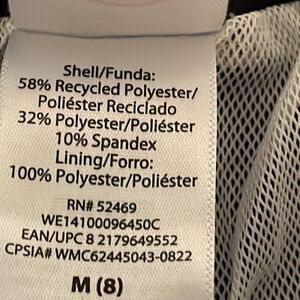 Shell/Funda:
58% Recycled Polyester/
Poliéster Reciclado
32% Polyester/Poliéster
10% Spandex
Lining/Forro:
100% Polyester/Poliéster
RN# 52469
WE14100096450C
EAN/UPC 8 2179649552
CPSIA# WMC62445043-0822
M (8)